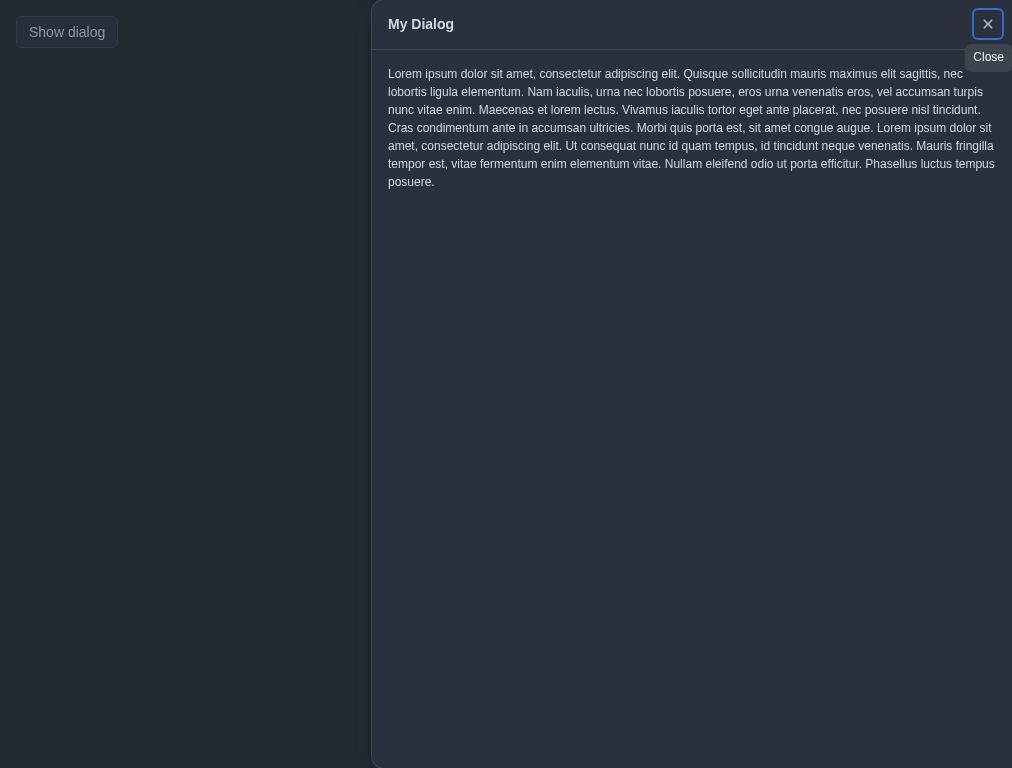 Show dialog
My Dialog
Close
Lorem ipsum dolor sit amet, consectetur adipiscing elit. Quisque sollicitudin mauris maximus elit sagittis, nec
lobortis ligula elementum. Nam iaculis, urna nec lobortis posuere, eros urna venenatis eros, vel accumsan turpis
nunc vitae enim. Maecenas et lorem lectus. Vivamus iaculis tortor eget ante placerat, nec posuere nisl tincidunt.
Cras condimentum ante in accumsan ultricies. Morbi quis porta est, sit amet congue augue. Lorem ipsum dolor sit
amet, consectetur adipiscing elit. Ut consequat nunc id quam tempus, id tincidunt neque venenatis. Mauris fringilla
tempor est, vitae fermentum enim elementum vitae. Nullam eleifend odio ut porta efficitur. Phasellus luctus tempus
posuere.